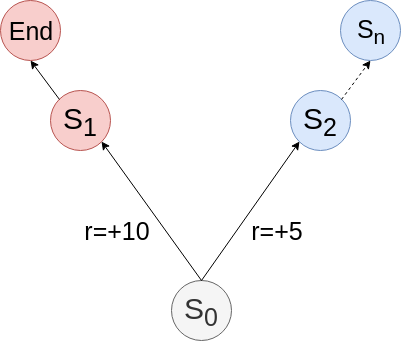 End
Sn
S1
S2
r=+10
r=+5
S0